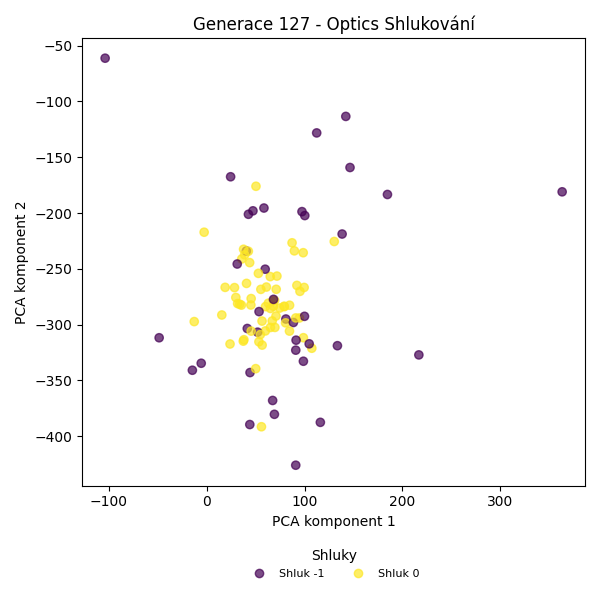 Generace 127 - Optics Shlukování
−50
−100
−150
−200
−250
−300
−350
−400
PCA komponent 2
−100
0
100
200
300
PCA komponent 1
Shluky
Shluk -1
Shluk 0